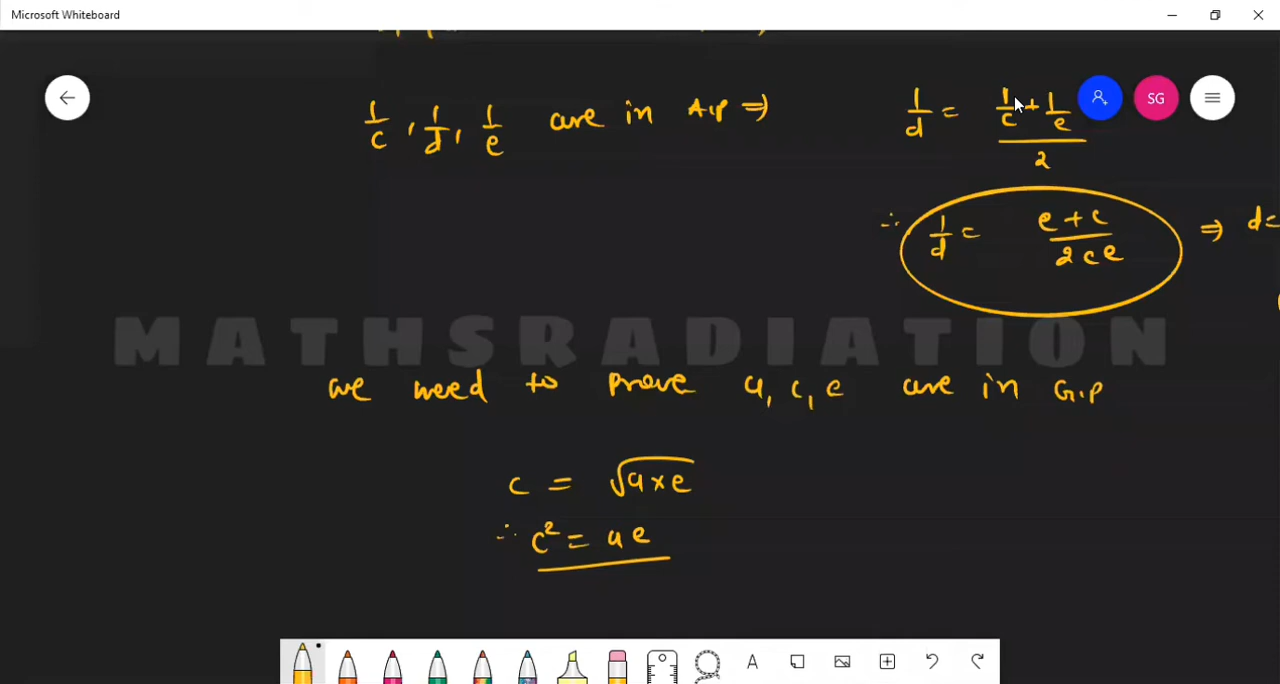 Microsoft Whiteboard
1/c, 1/d, 1/e are in A.P ⇒ 1/d = (1/c + 1/e)/2
SG
∴ 1/d = (e + c)/(2ce) ⇒ d =
MATHSRADIATION
we need to prove a, c, e are in G.P
c = √(a×e)
∴ c² = ae
A